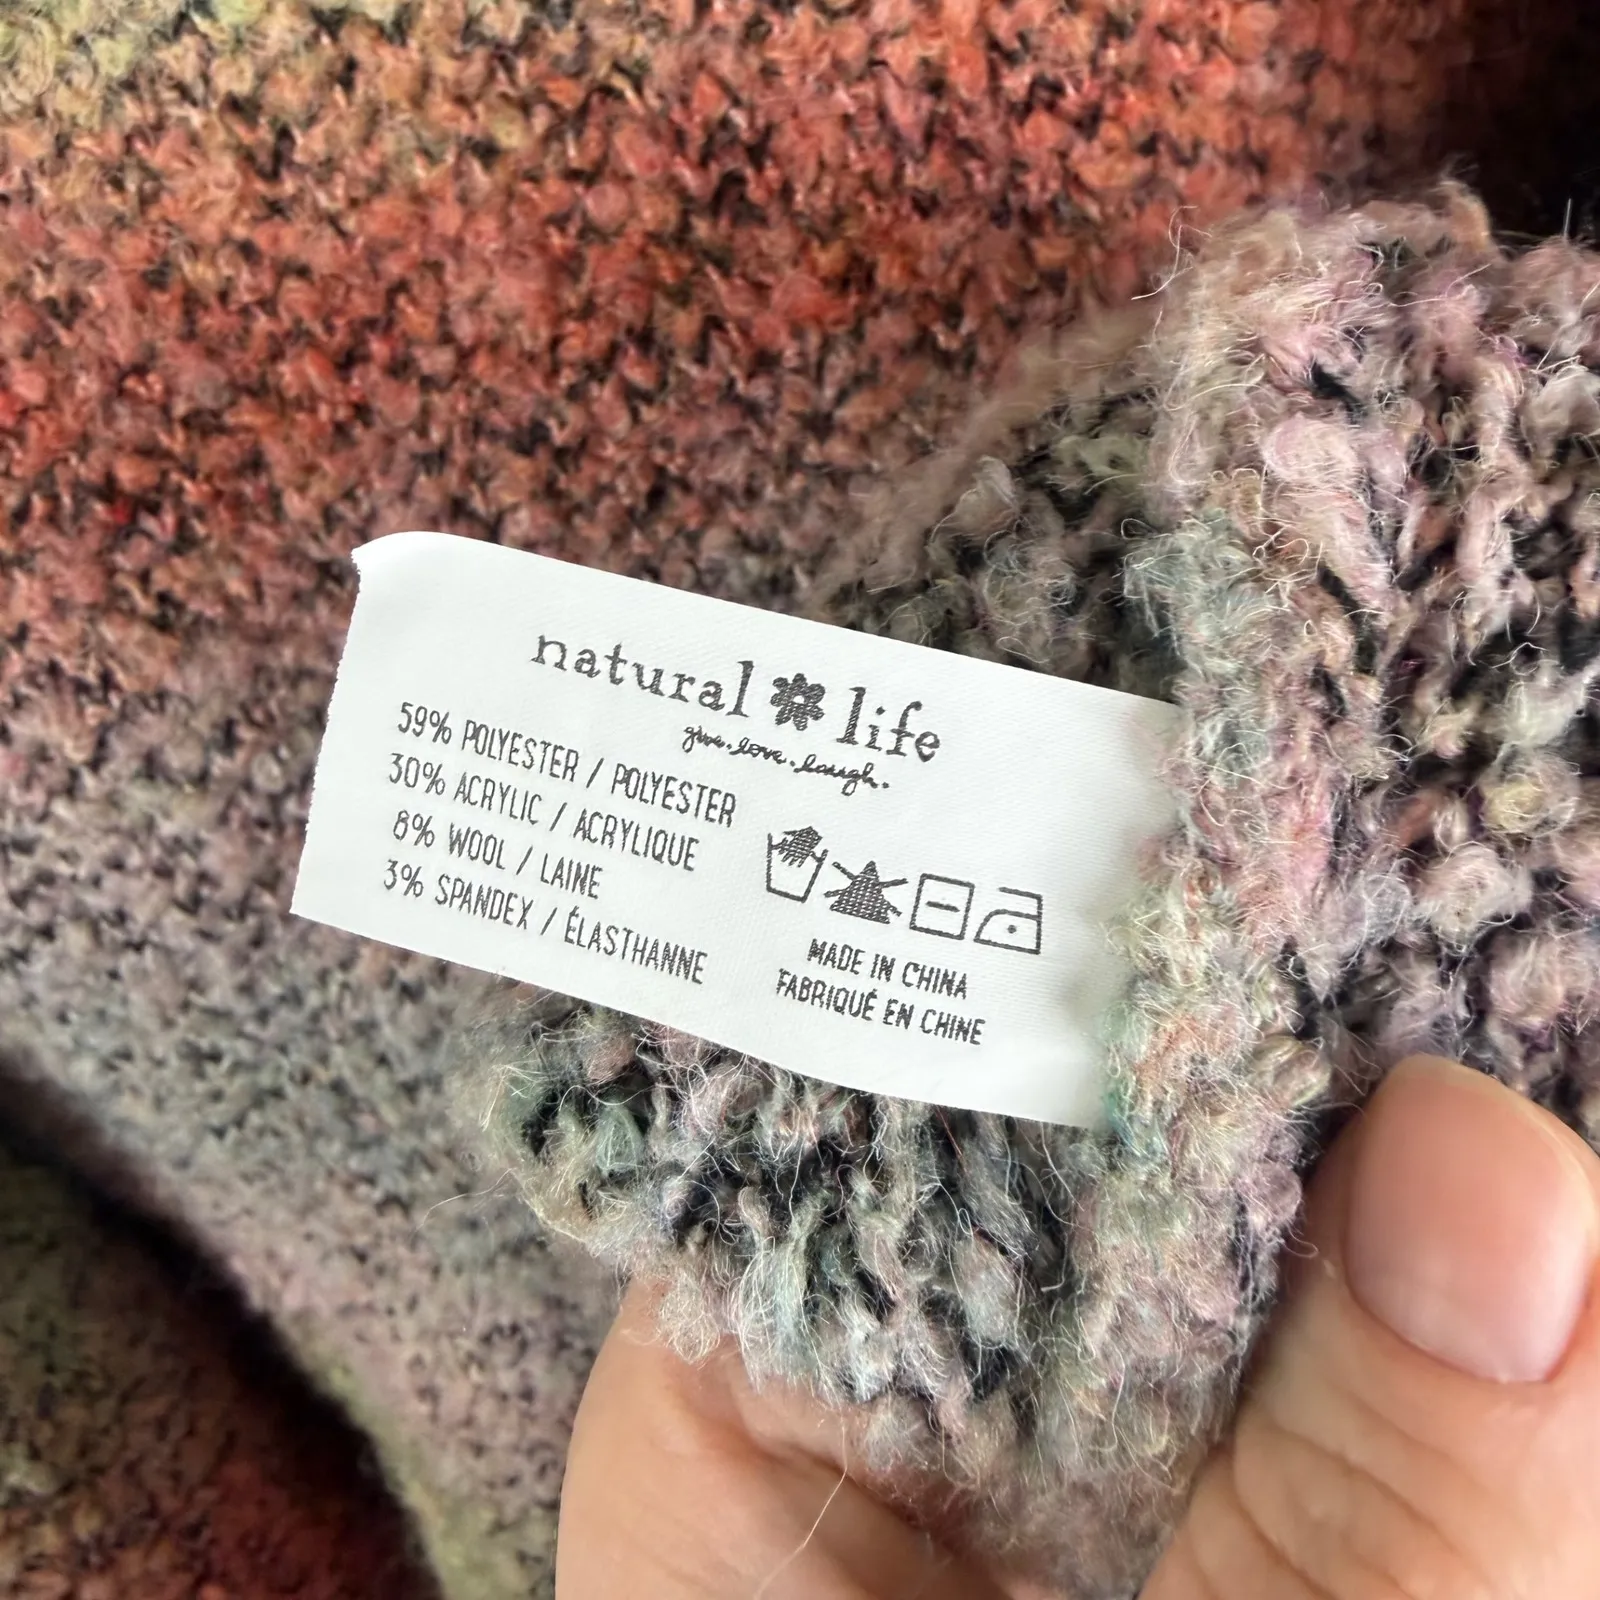 natural life
give.love.laugh.
59% POLYESTER / POLYESTER
30% ACRYLIC / ACRYLIQUE
8% WOOL / LAINE
3% SPANDEX / ÉLASTHANNE
MADE IN CHINA
FABRIQUÉ EN CHINE